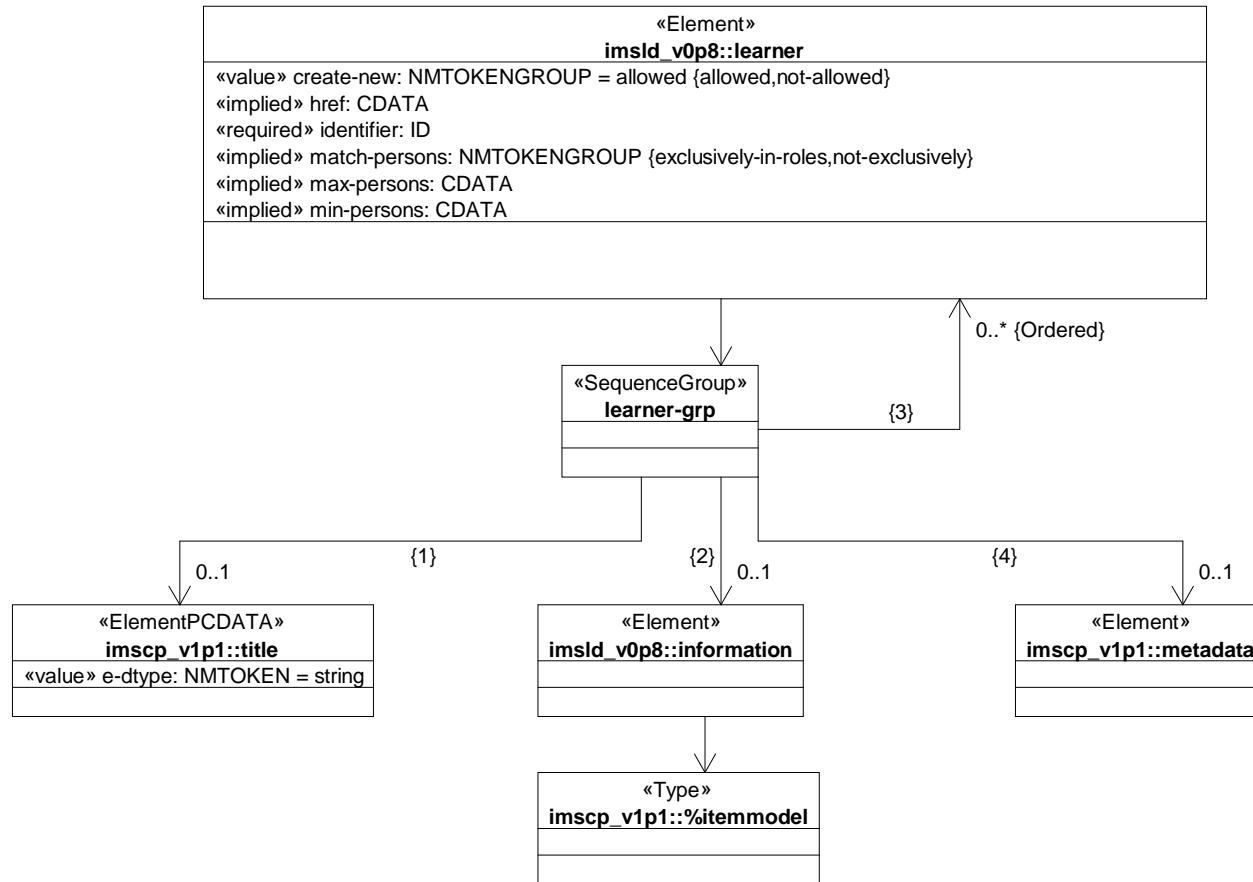 «Element»
imsld_v0p8::learner
«value» create-new: NMTOKENGROUP = allowed {allowed,not-allowed}
«implied» href: CDATA
«required» identifier: ID
«implied» match-persons: NMTOKENGROUP {exclusively-in-roles,not-exclusively}
«implied» max-persons: CDATA
«implied» min-persons: CDATA
0..* {Ordered}
«SequenceGroup»
learner-grp
{3}
{1}
{2}
{4}
0..1
0..1
0..1
«ElementPCDATA»
imscp_v1p1::title
«value» e-dtype: NMTOKEN = string
«Element»
imsld_v0p8::information
«Element»
imscp_v1p1::metadata
«Type»
imscp_v1p1::%itemmodel